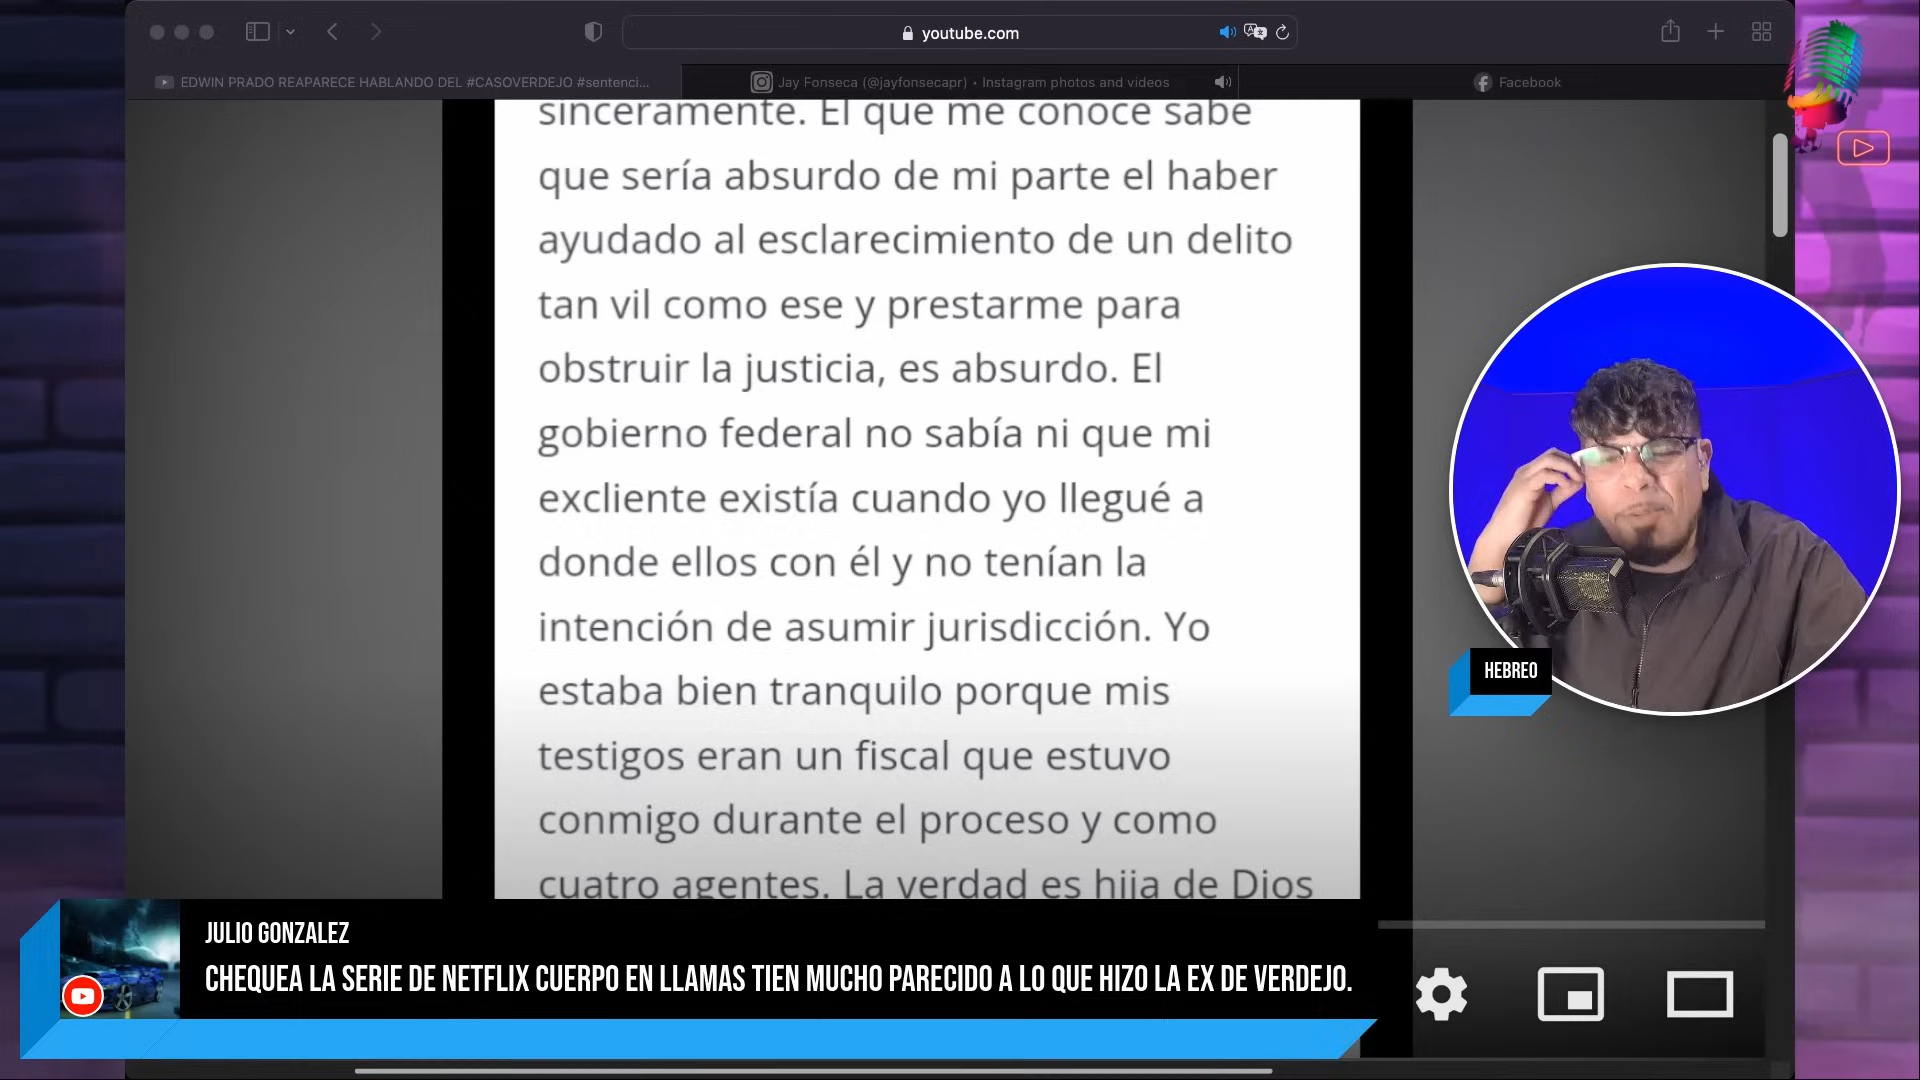 youtube.com
EDWIN PRADO REAPARECE HABLANDO DEL #CASOVERDEJO #sentenci...
Jay Fonseca (@jayfonsecapr) • Instagram photos and videos
Facebook
sinceramente. El que me conoce sabe
que sería absurdo de mi parte el haber
ayudado al esclarecimiento de un delito
tan vil como ese y prestarme para
obstruir la justicia, es absurdo. El
gobierno federal no sabía ni que mi
excliente existía cuando yo llegué a
donde ellos con él y no tenían la
intención de asumir jurisdicción. Yo
estaba bien tranquilo porque mis
testigos eran un fiscal que estuvo
conmigo durante el proceso y como
cuatro agentes. La verdad es hija de Dios
HEBREO
JULIO GONZALEZ
CHEQUEA LA SERIE DE NETFLIX CUERPO EN LLAMAS TIEN MUCHO PARECIDO A LO QUE HIZO LA EX DE VERDEJO.